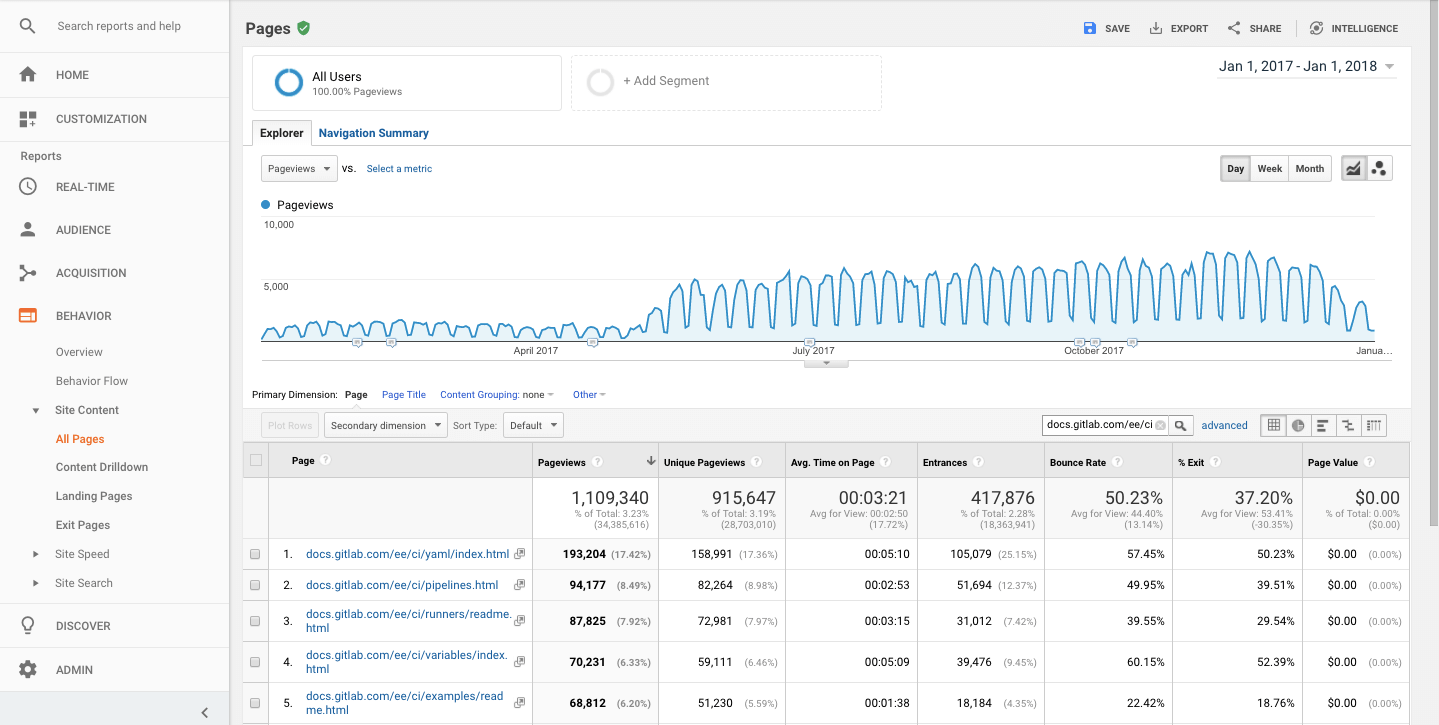 Search reports and help
HOME
CUSTOMIZATION
Reports
REAL-TIME
AUDIENCE
ACQUISITION
BEHAVIOR
Overview
Behavior Flow
Site Content
All Pages
Content Drilldown
Landing Pages
Exit Pages
Site Speed
Site Search
DISCOVER
ADMIN
Pages
SAVE EXPORT SHARE INTELLIGENCE
All Users
100.00% Pageviews
+ Add Segment
Jan 1, 2017 - Jan 1, 2018
Explorer Navigation Summary
Pageviews VS. Select a metric
Day Week Month
Pageviews
10,000
5,000
April 2017 July 2017 October 2017 Janua...
Primary Dimension: Page Page Title Content Grouping: none Other
Plot Rows Secondary dimension Sort Type: Default docs.gitlab.com/ee/ci advanced
Page Pageviews Unique Pageviews Avg. Time on Page Entrances Bounce Rate % Exit Page Value
1,109,340 915,647 00:03:21 417,876 50.23% 37.20% $0.00
% of Total: 3.23% % of Total: 3.19% Avg for View: 00:02:50 % of Total: 2.28% Avg for View: 44.40% Avg for View: 53.41% % of Total: 0.00%
(34,385,616) (28,703,010) (17.72%) (18,363,941) (13.14%) (-30.35%) ($0.00)
1. docs.gitlab.com/ee/ci/yaml/index.html 193,204 (17.42%) 158,991 (17.36%) 00:05:10 105,079 (25.15%) 57.45% 50.23% $0.00 (0.00%)
2. docs.gitlab.com/ee/ci/pipelines.html 94,177 (8.49%) 82,264 (8.98%) 00:02:53 51,694 (12.37%) 49.95% 39.51% $0.00 (0.00%)
3. docs.gitlab.com/ee/ci/runners/readme.
html 87,825 (7.92%) 72,981 (7.97%) 00:03:15 31,012 (7.42%) 39.55% 29.54% $0.00 (0.00%)
4. docs.gitlab.com/ee/ci/variables/index.
html 70,231 (6.33%) 59,111 (6.46%) 00:05:09 39,476 (9.45%) 60.15% 52.39% $0.00 (0.00%)
5. docs.gitlab.com/ee/ci/examples/read
me.html 68,812 (6.20%) 51,230 (5.59%) 00:01:38 18,184 (4.35%) 22.42% 18.76% $0.00 (0.00%)